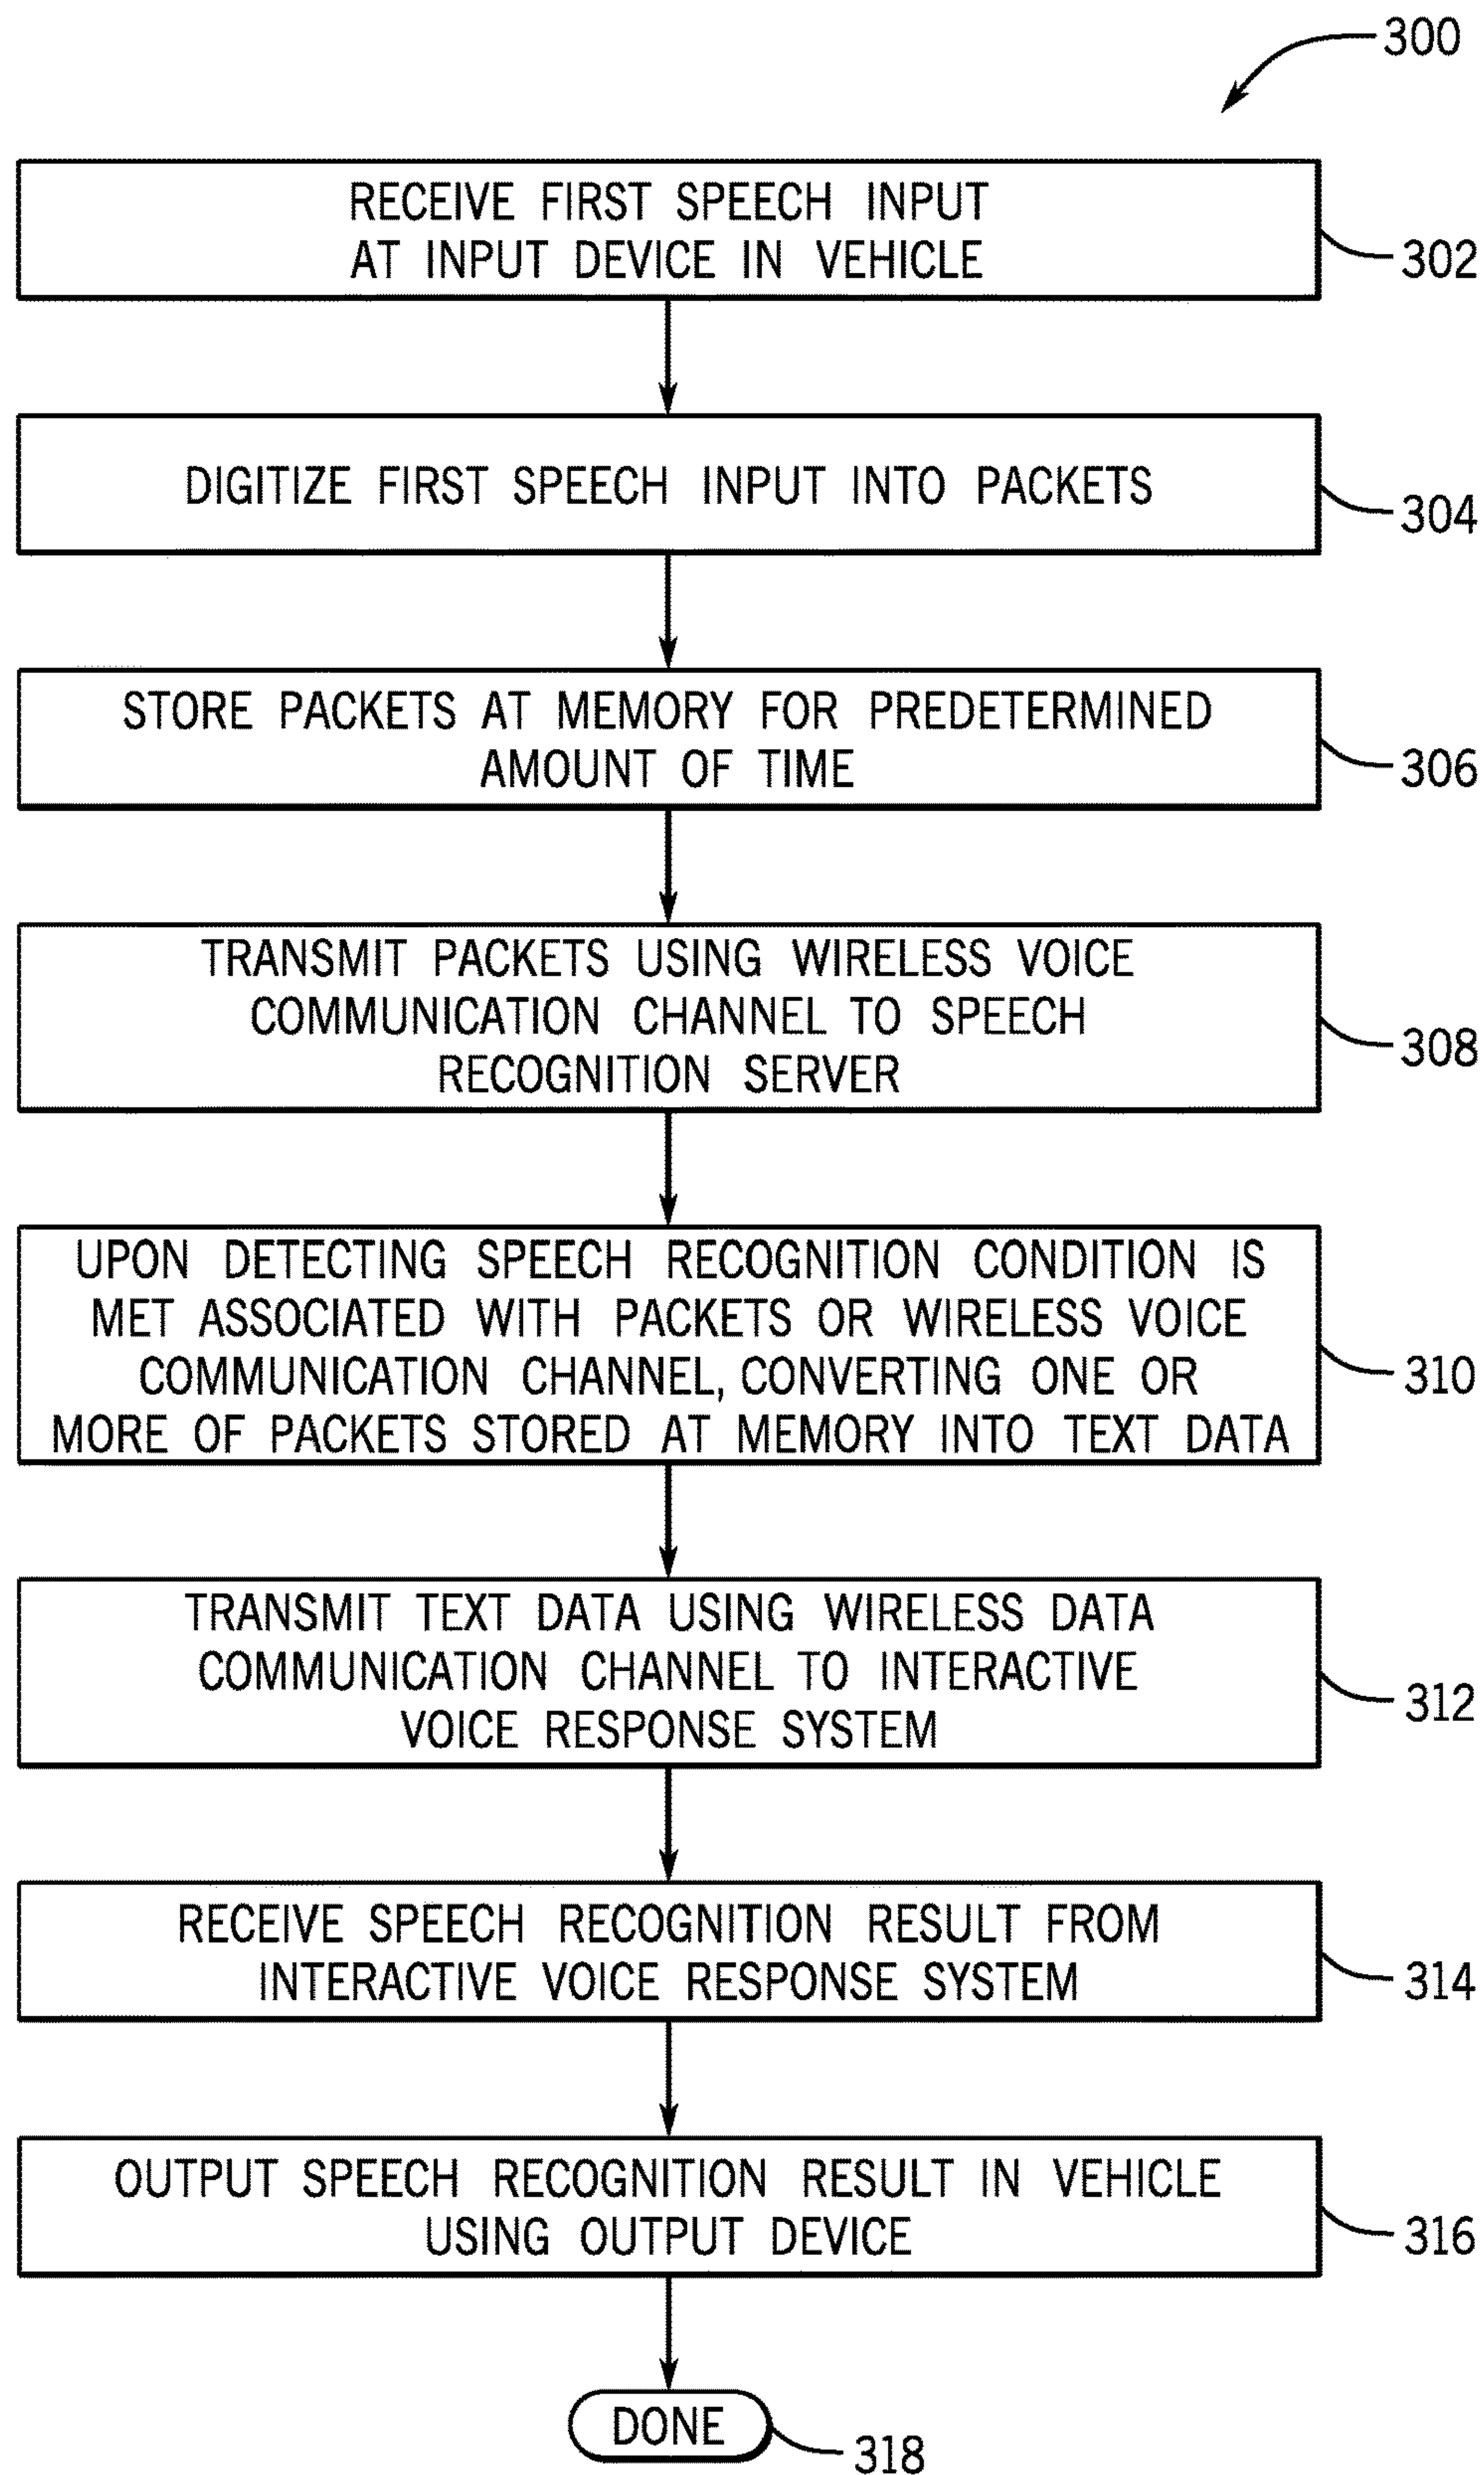 300
RECEIVE FIRST SPEECH INPUT
AT INPUT DEVICE IN VEHICLE
302
DIGITIZE FIRST SPEECH INPUT INTO PACKETS
304
STORE PACKETS AT MEMORY FOR PREDETERMINED
AMOUNT OF TIME
306
TRANSMIT PACKETS USING WIRELESS VOICE
COMMUNICATION CHANNEL TO SPEECH
RECOGNITION SERVER
308
UPON DETECTING SPEECH RECOGNITION CONDITION IS
MET ASSOCIATED WITH PACKETS OR WIRELESS VOICE
COMMUNICATION CHANNEL, CONVERTING ONE OR
MORE OF PACKETS STORED AT MEMORY INTO TEXT DATA
310
TRANSMIT TEXT DATA USING WIRELESS DATA
COMMUNICATION CHANNEL TO INTERACTIVE
VOICE RESPONSE SYSTEM
312
RECEIVE SPEECH RECOGNITION RESULT FROM
INTERACTIVE VOICE RESPONSE SYSTEM
314
OUTPUT SPEECH RECOGNITION RESULT IN VEHICLE
USING OUTPUT DEVICE
316
DONE
318